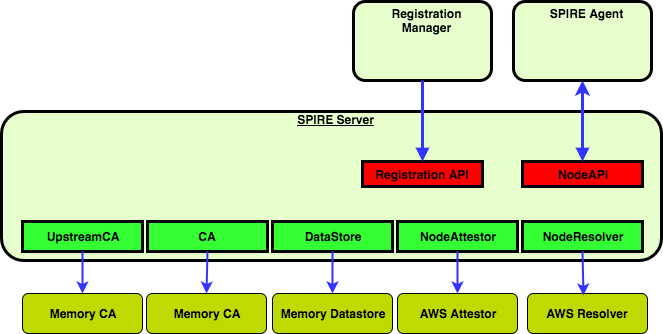 Registration
Manager
SPIRE Agent
SPIRE Server
Registration API
NodeAPI
UpstreamCA
CA
DataStore
NodeAttestor
NodeResolver
Memory CA
Memory CA
Memory Datastore
AWS Attestor
AWS Resolver